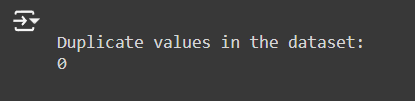 Duplicate values in the dataset:
0